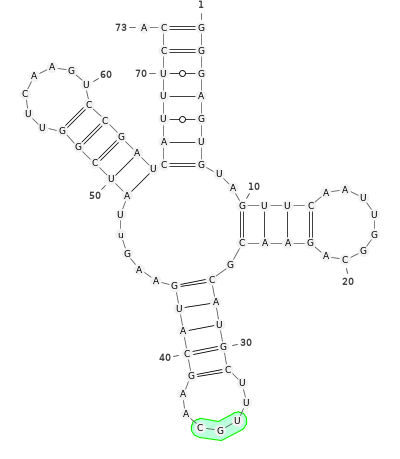 1
73 A C G
C G
A A G 60 70 U G
C U U A
U U C C U G
U G G A G
G A C G
C U U
50 U A 10 A A U
A G U U C U
U u G
G C A A G A C G
A G 20
A A G C
U A
A U
40 C G 30
G C
A U
A U
C G U